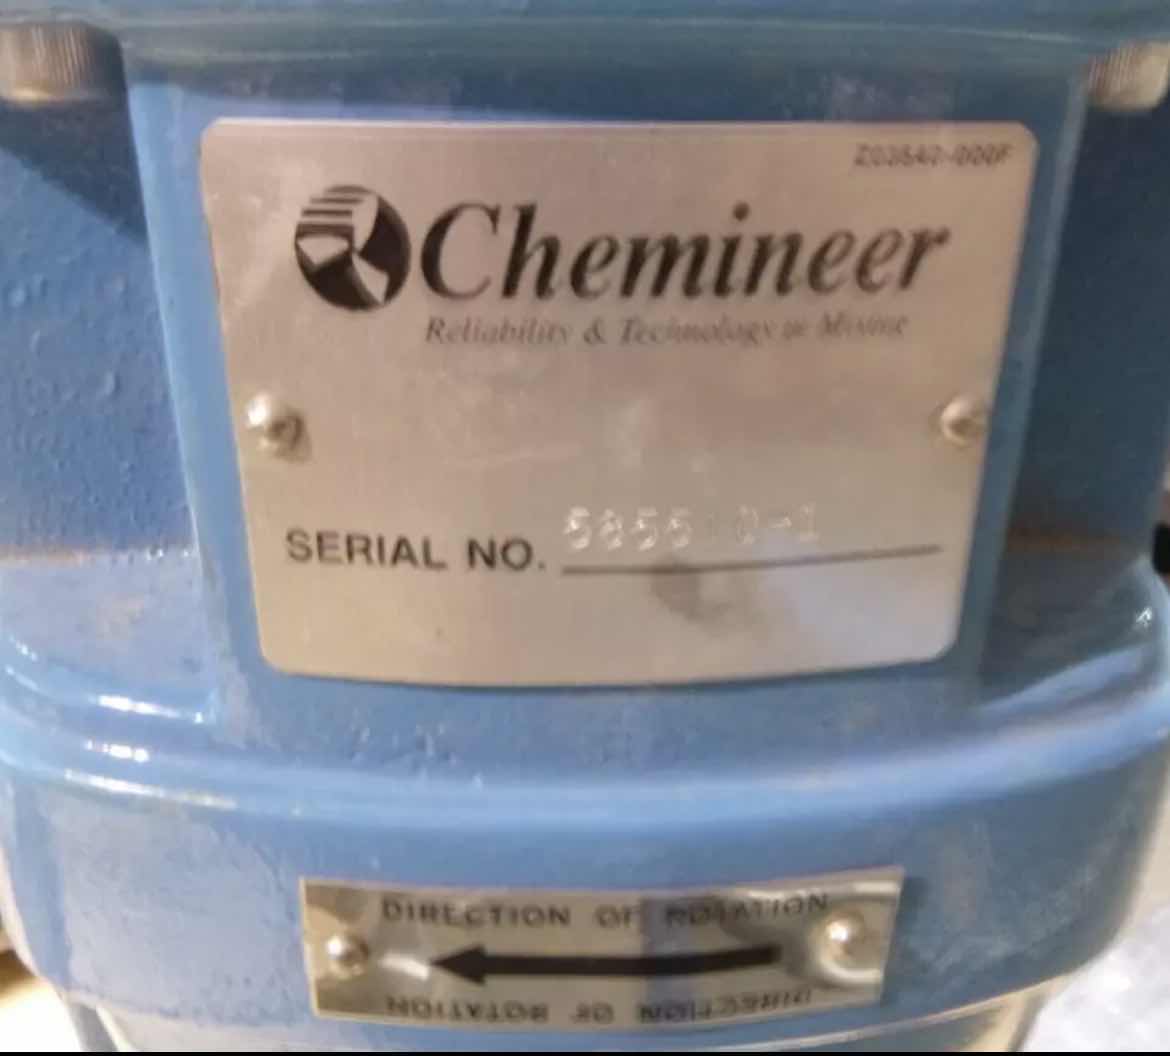 Chemineer
Reliability & Technology in Mixing
SERIAL NO.
DIRECTION OF ROTATION
DIRECTION OF ROTATION